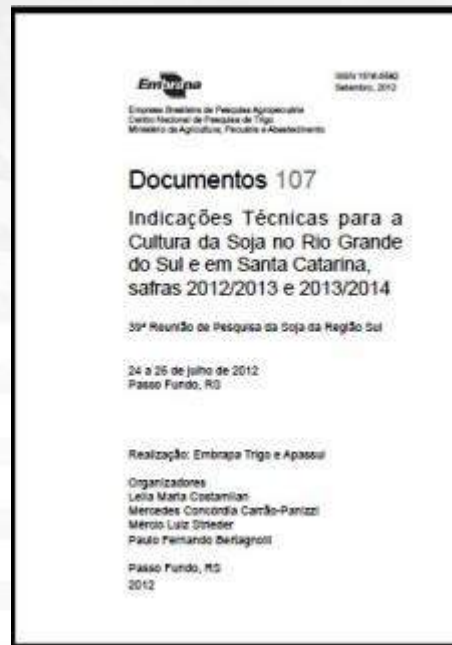 Embrapa
Setembro, 2012
Empresa Brasileira de Pesquisa Agropecuária
Centro Nacional de Pesquisa de Trigo
Ministério da Agricultura, Pecuária e Abastecimento
Documentos 107
Indicações Técnicas para a
Cultura da Soja no Rio Grande
do Sul e em Santa Catarina,
safras 2012/2013 e 2013/2014
39ª Reunião de Pesquisa da Soja da Região Sul
24 a 26 de julho de 2012
Passo Fundo, RS
Realização: Embrapa Trigo e Apassul
Organizadores
Leila Maria Costamilan
Mercedes Concórdia Carrão-Panizzi
Mércio Luiz Strieder
Paulo Fernando Bertagnolli
Passo Fundo, RS
2012